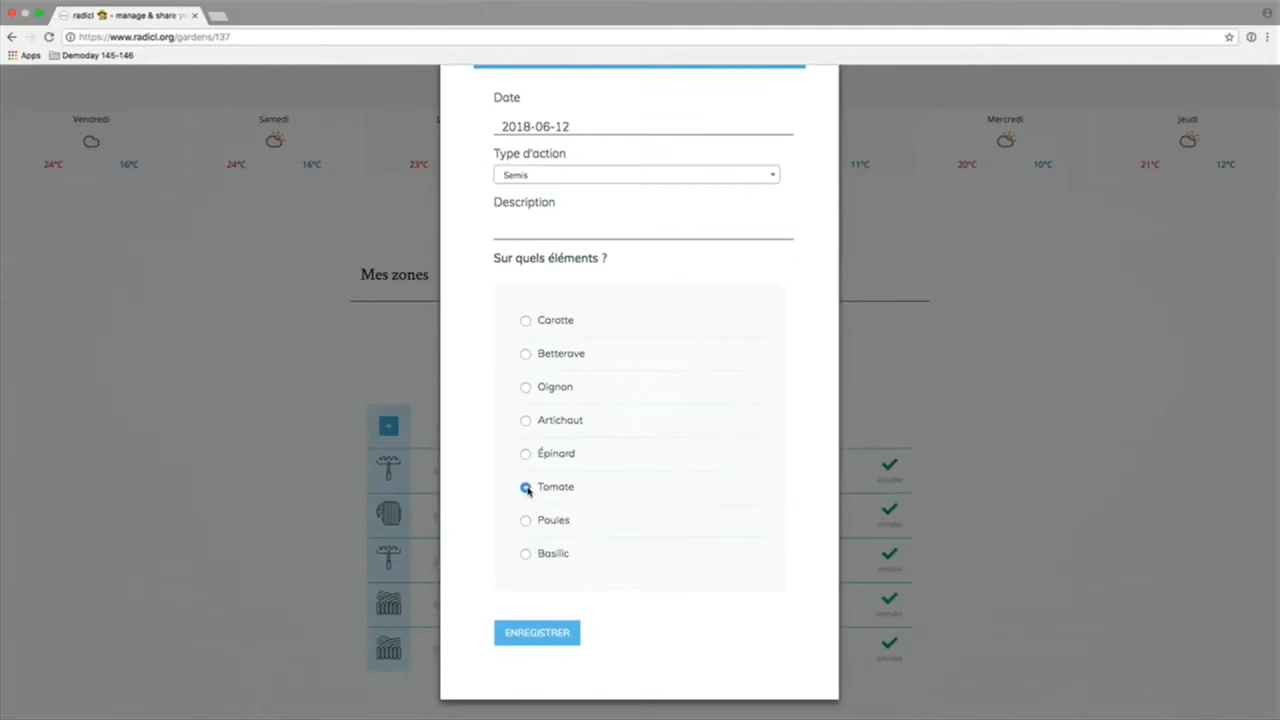 radicl - manage & share y
https://www.radicl.org/gardens/137
Apps Demoday 145-146
Vendredi
Samedi
Mercredi
Jeudi
24°C 16°C
24°C 16°C
23°C
11°C
20°C 10°C
21°C 12°C
Date
2018-06-12
Type d'action
Semis
Description
Sur quels éléments ?
Mes zones
Carotte
Betterave
Oignon
Artichaut
Épinard
Tomate
Poules
Basilic
+
ENREGISTRER